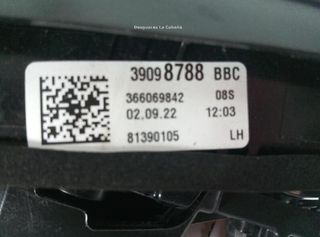 Desguaces La Cabaña
39098788 BBC
366069842 08S
02.09.22 12:03
81390105 LH